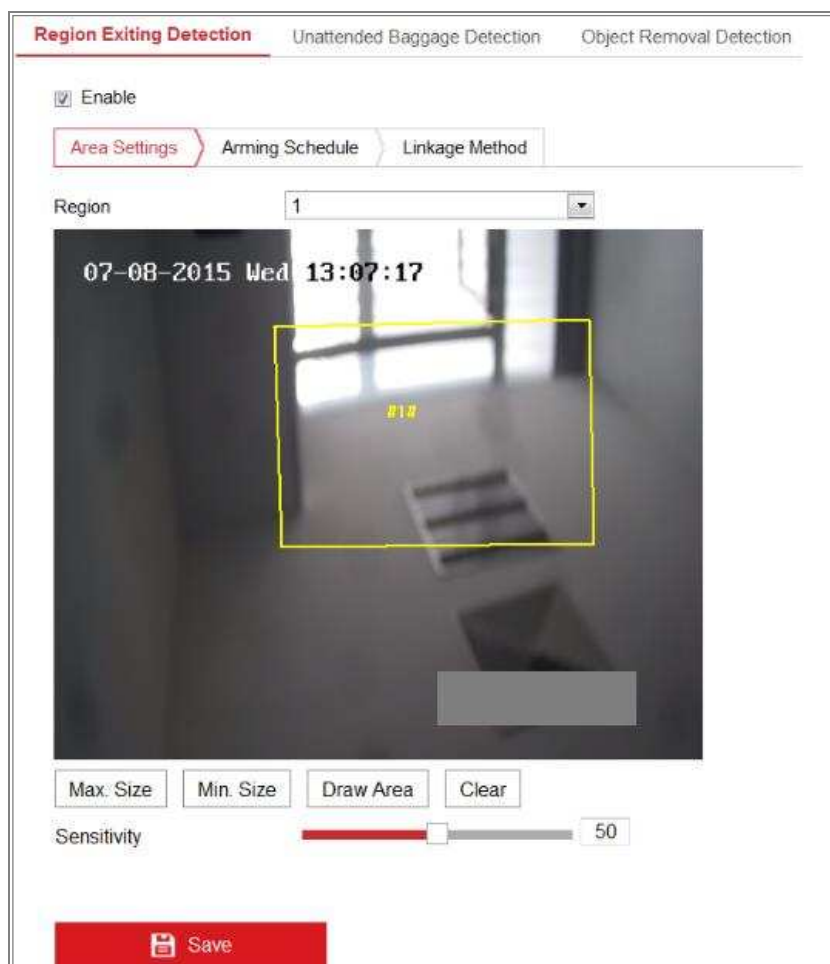 Region Exiting Detection Unattended Baggage Detection Object Removal Detection
Enable
Area Settings Arming Schedule Linkage Method
Region 1
07-08-2015 Wed 13:07:17
#1#
Max. Size Min. Size Draw Area Clear
Sensitivity 50
Save